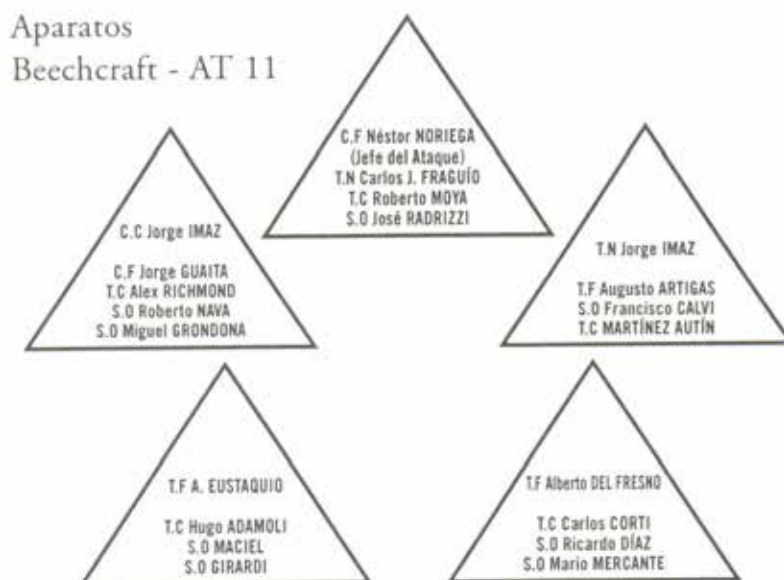 Aparatos
Beechcraft - AT 11
C.F Néstor NORIEGA
(Jefe del Ataque)
T.N Carlos J. FRAGUÍO
T.C Roberto MOYA
S.O José RADRIZZI
C.C Jorge IMAZ
C.F Jorge GUAITA
T.C Alex RICHMOND
S.O Roberto NAVA
S.O Miguel GRONDONA
T.N Jorge IMAZ
T.F Augusto ARTIGAS
S.O Francisco CALVI
T.C MARTÍNEZ AUTÍN
T.F A. EUSTAQUIO
T.C Hugo ADAMOLI
S.O MACIEL
S.O GIRARDI
T.F Alberto DEL FRESNO
T.C Carlos CORTI
S.O Ricardo DÍAZ
S.O Mario MERCANTE